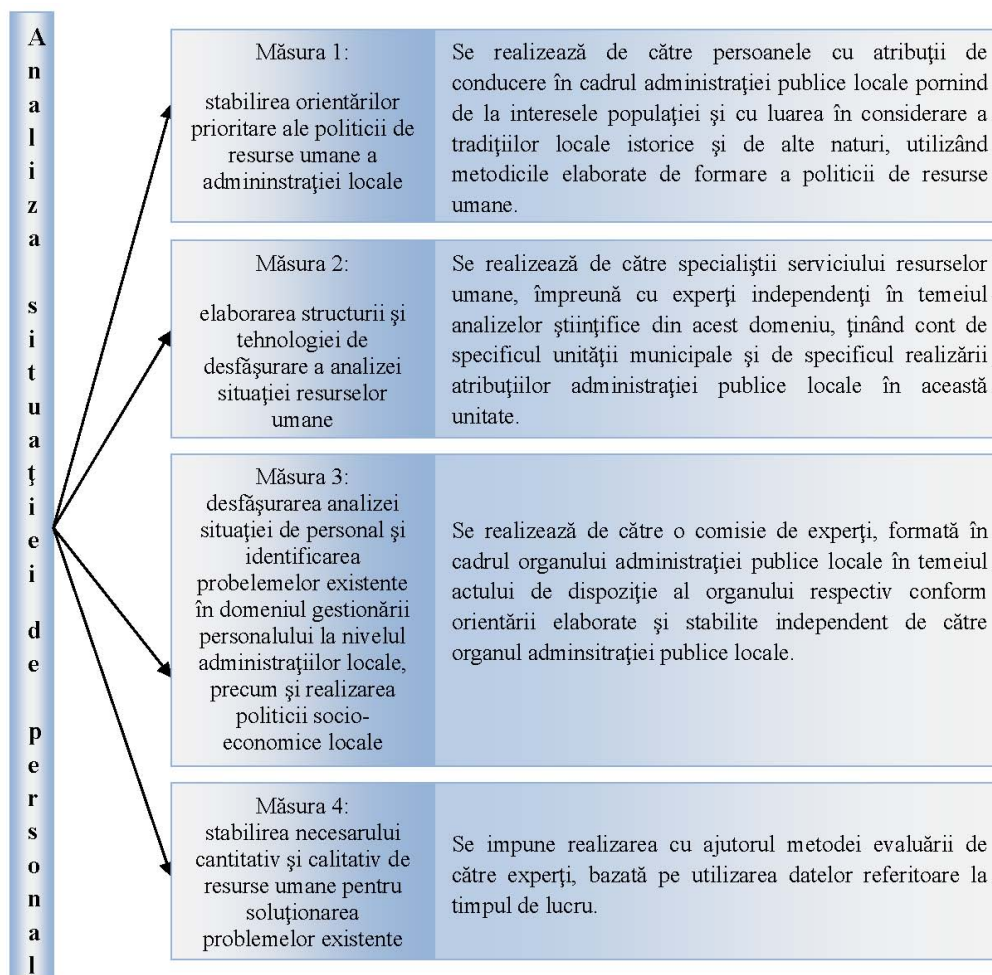 Analiza situaţiei de personal
Măsura 1:
stabilirea orientărilor
prioritare ale politicii de
resurse umane a
admininstraţiei locale
Se realizează de către persoanele cu atribuţii de
conducere în cadrul administraţiei publice locale pornind
de la interesele populaţiei şi cu luarea în considerare a
tradiţiilor locale istorice şi de alte naturi, utilizând
metodicile elaborate de formare a politicii de resurse
umane.
Măsura 2:
elaborarea structurii şi
tehnologiei de
desfăşurare a analizei
situaţiei resurselor
umane
Se realizează de către specialiştii serviciului resurselor
umane, împreună cu experţi independenţi în temeiul
analizelor ştiinţifice din acest domeniu, ţinând cont de
specificul unităţii municipale şi de specificul realizării
atribuţiilor administraţiei publice locale în această
unitate.
Măsura 3:
desfăşurarea analizei
situaţiei de personal şi
identificarea
probelemelor existente
în domeniul gestionării
personalului la nivelul
administraţiilor locale,
precum şi realizarea
politicii socio-
economice locale
Se realizează de către o comisie de experţi, formată în
cadrul organului administraţiei publice locale în temeiul
actului de dispoziţie al organului respectiv conform
orientării elaborate şi stabilite independent de către
organul adminsitraţiei publice locale.
Măsura 4:
stabilirea necesarului
cantitativ şi calitativ de
resurse umane pentru
soluţionarea
problemelor existente
Se impune realizarea cu ajutorul metodei evaluării de
către experţi, bazată pe utilizarea datelor referitoare la
timpul de lucru.